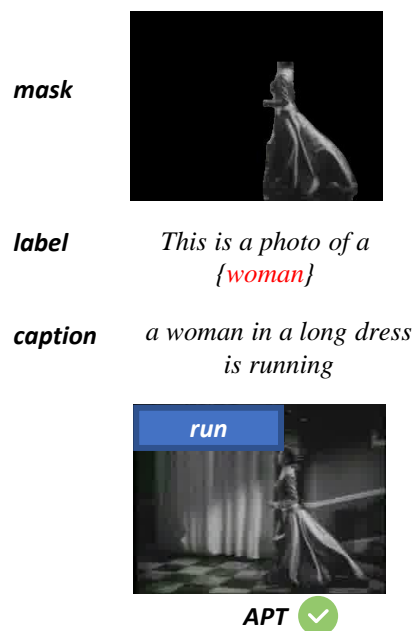 mask
label
This is a photo of a
{woman}
caption
a woman in a long dress
is running
run
APT